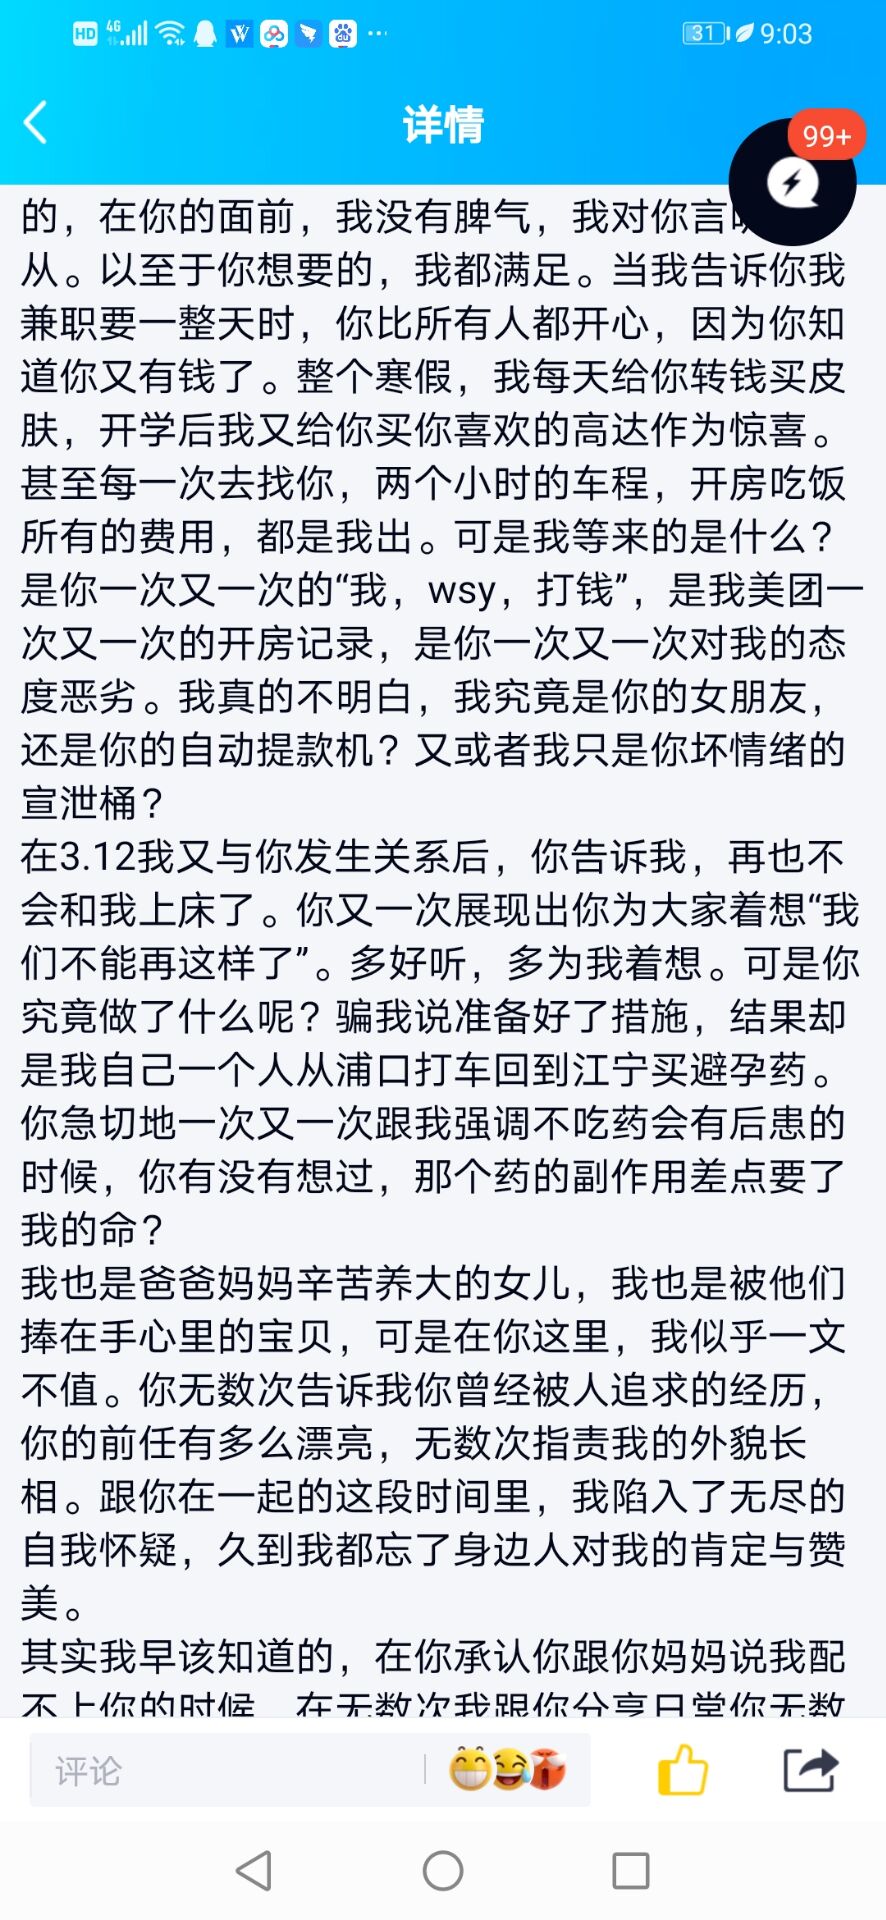 HD 4G 31 9:03
详情
99+
的，在你的面前，我没有脾气，我对你言
从。以至于你想要的，我都满足。当我告诉你我
兼职要一整天时，你比所有人都开心，因为你知
道你又有钱了。整个寒假，我每天给你转钱买皮
肤，开学后我又给你买你喜欢的高达作为惊喜。
甚至每一次去找你，两个小时的车程，开房吃饭
所有的费用，都是我出。可是我等来的是什么？
是你一次又一次的“我，wsy，打钱”，是我美团一
次又一次的开房记录，是你一次又一次对我的态
度恶劣。我真的不明白，我究竟是你的女朋友，
还是你的自动提款机？又或者我只是你坏情绪的
宣泄桶？
在3.12我又与你发生关系后，你告诉我，再也不
会和我上床了。你又一次展现出你为大家着想“我
们不能再这样了”。多好听，多为我着想。可是你
究竟做了什么呢？骗我说准备好了措施，结果却
是我自己一个人从浦口打车回到江宁买避孕药。
你急切地一次又一次跟我强调不吃药会有后患的
时候，你有没有想过，那个药的副作用差点要了
我的命？
我也是爸爸妈妈辛苦养大的女儿，我也是被他们
捧在手心里的宝贝，可是在你这里，我似乎一文
不值。你无数次告诉我你曾经被人追求的经历，
你的前任有多么漂亮，无数次指责我的外貌长
相。跟你在一起的这段时间里，我陷入了无尽的
自我怀疑，久到我都忘了身边人对我的肯定与赞
美。
其实我早该知道的，在你承认你跟你妈妈说我配
不上你的时候，在无数次我跟你分享日常你无数
评论